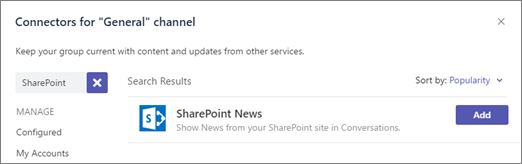 Connectors for "General" channel
Keep your group current with content and updates from other services.
SharePoint
Search Results
Sort by: Popularity
MANAGE
Configured
My Accounts
SharePoint News
Show News from your SharePoint site in Conversations.
Add